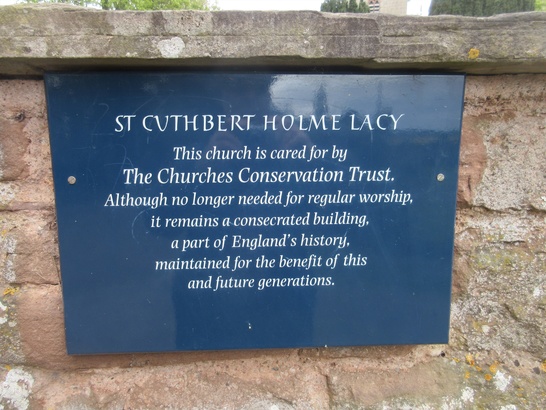 ST CUTHBERT HOLME LACY
This church is cared for by
The Churches Conservation Trust.
Although no longer needed for regular worship,
it remains a consecrated building,
a part of England's history,
maintained for the benefit of this
and future generations.